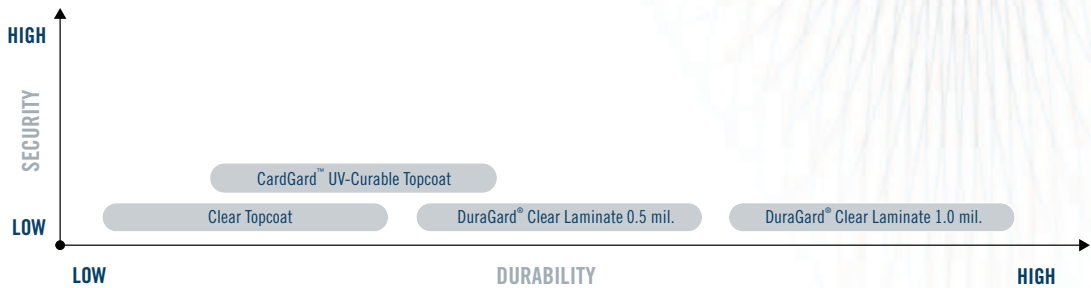 HIGH
SECURITY
CardGard™ UV-Curable Topcoat
Clear Topcoat
DuraGard® Clear Laminate 0.5 mil.
DuraGard® Clear Laminate 1.0 mil.
LOW
LOW
DURABILITY
HIGH